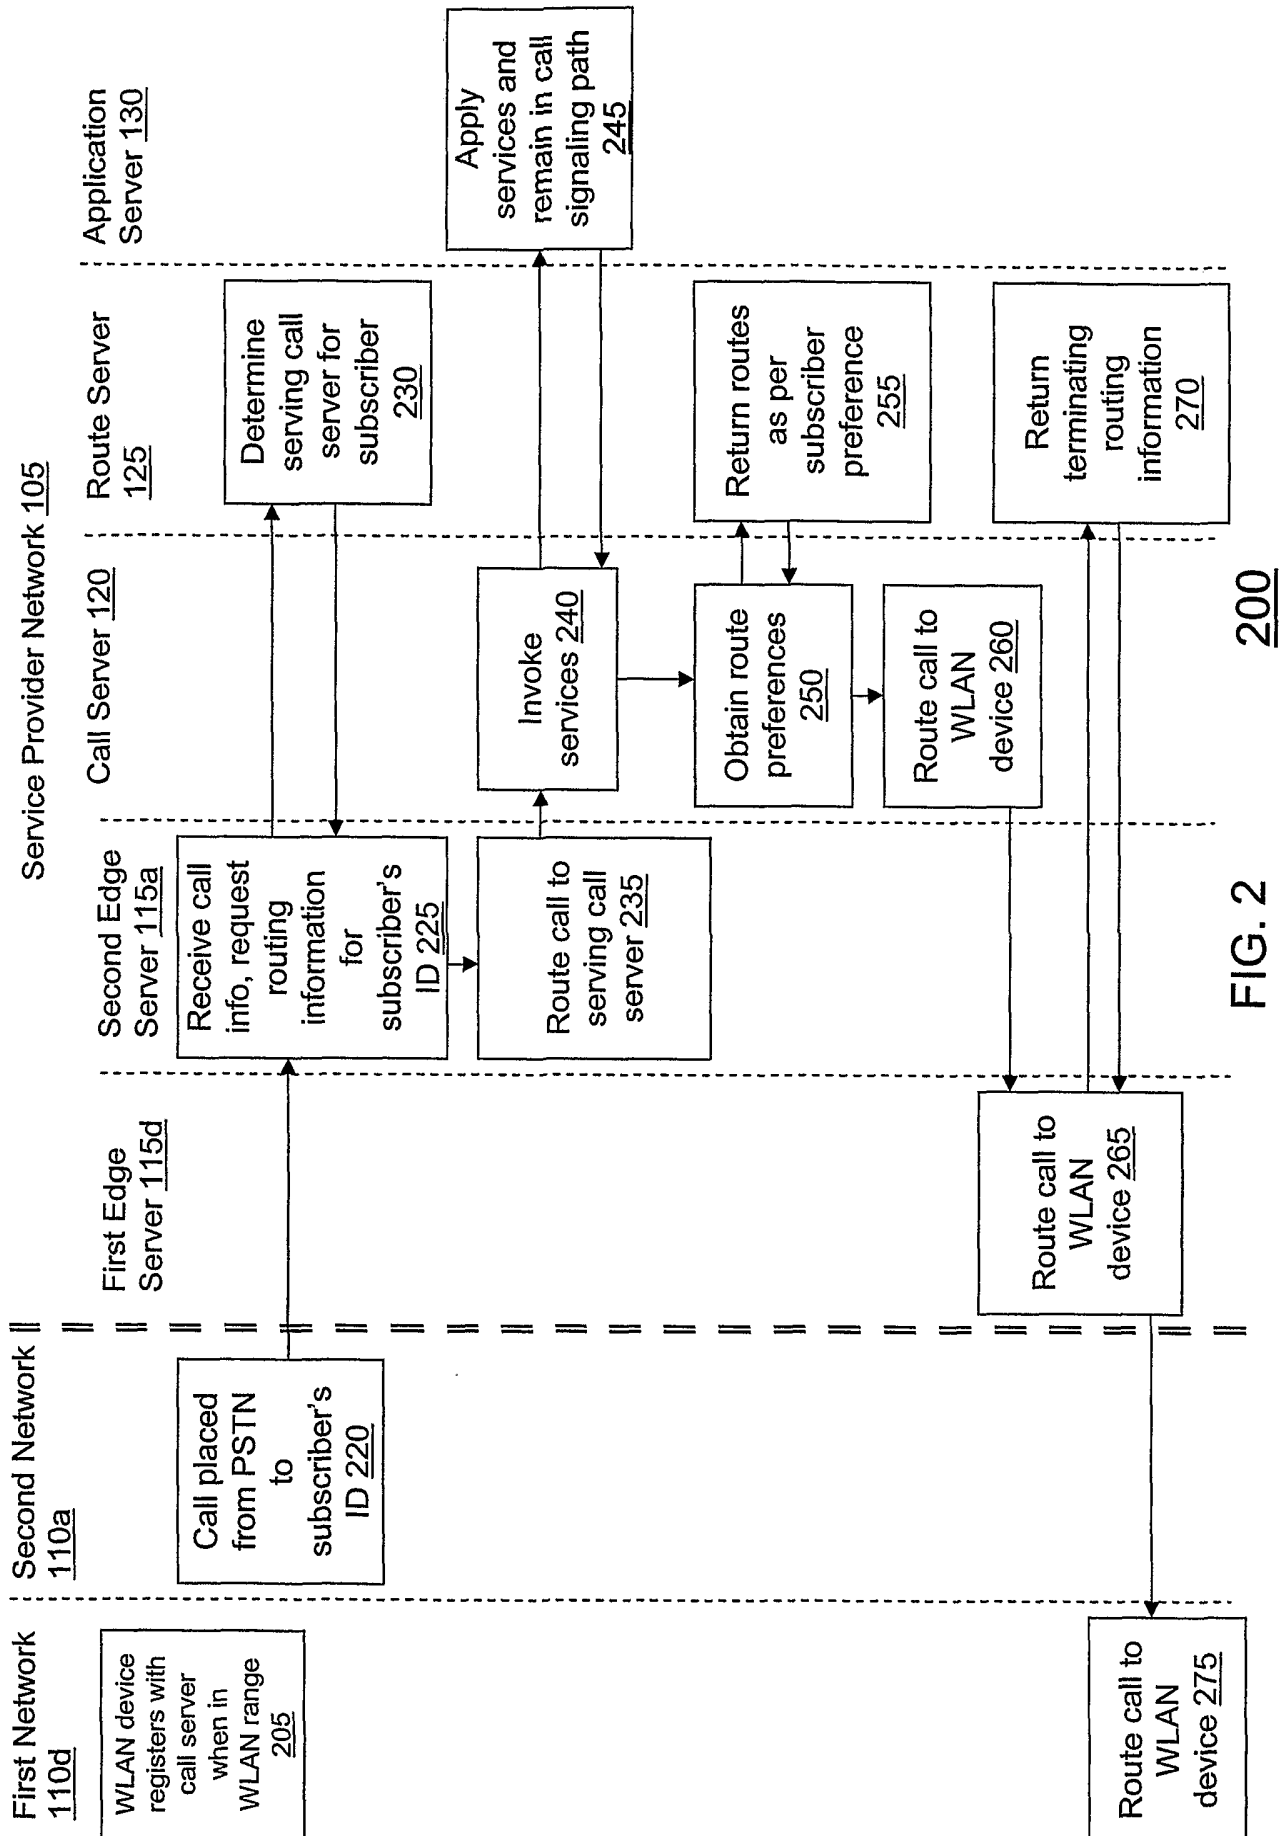 Service Provider Network 105
First Network
110d
Second Network
110a
First Edge
Server 115d
Second Edge
Server 115a
Call Server 120
Route Server
125
Application
Server 130
WLAN device
registers with
call server
when in
WLAN range
205
Call placed
from PSTN
to
subscriber's
ID 220
Receive call
info, request
routing
information
for
subscriber's
ID 225
Determine
serving call
server for
subscriber
230
Route call to
serving call
server 235
Invoke
services 240
Apply
services and
remain in call
signaling path
245
Obtain route
preferences
250
Return routes
as per
subscriber
preference
255
Route call to
WLAN
device 260
Route call to
WLAN
device 265
Return
terminating
routing
information
270
Route call to
WLAN
device 275
FIG. 2
200